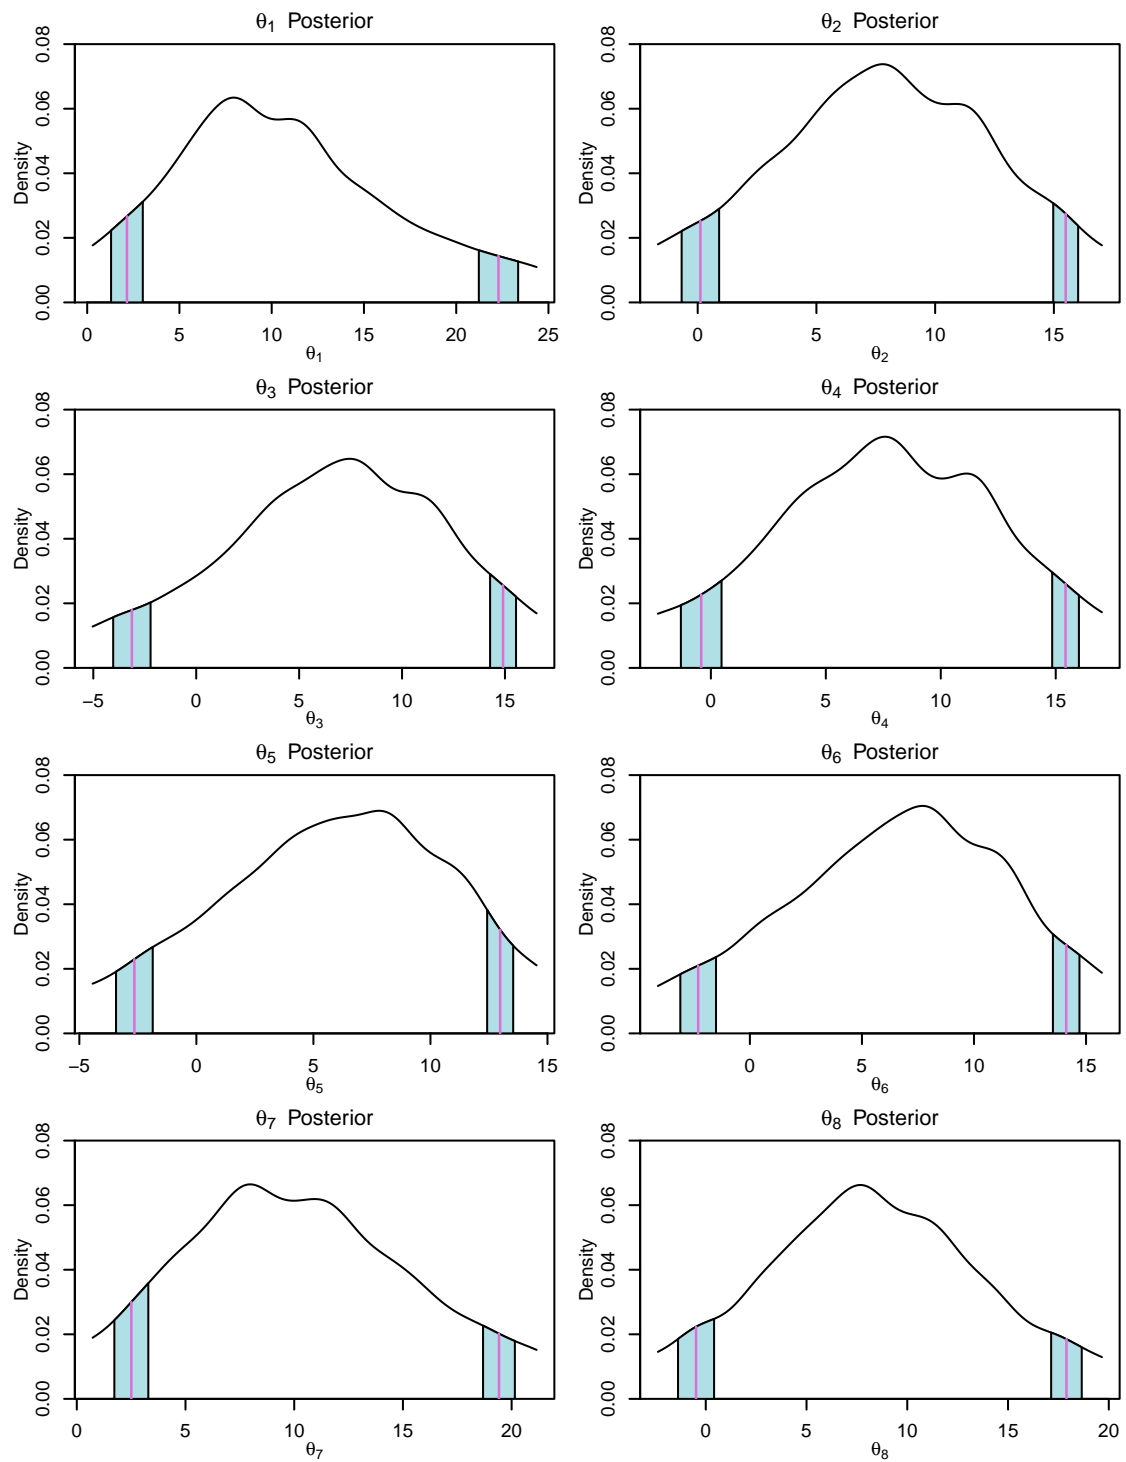 θ1 Posterior
Density
0.00 0.02 0.04 0.06 0.08
0 5 10 15 20 25
θ1
θ2 Posterior
Density
0.00 0.02 0.04 0.06 0.08
0 5 10 15
θ2
θ3 Posterior
Density
0.00 0.02 0.04 0.06 0.08
−5 0 5 10 15
θ3
θ4 Posterior
Density
0.00 0.02 0.04 0.06 0.08
0 5 10 15
θ4
θ5 Posterior
Density
0.00 0.02 0.04 0.06 0.08
−5 0 5 10 15
θ5
θ6 Posterior
Density
0.00 0.02 0.04 0.06 0.08
0 5 10 15
θ6
θ7 Posterior
Density
0.00 0.02 0.04 0.06 0.08
0 5 10 15 20
θ7
θ8 Posterior
Density
0.00 0.02 0.04 0.06 0.08
0 5 10 15 20
θ8